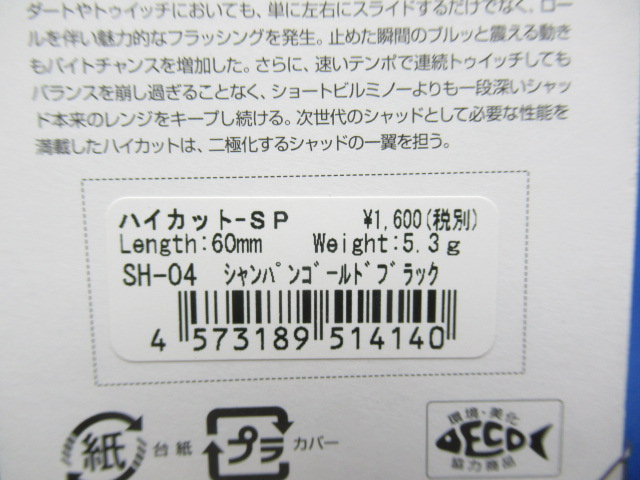 ダートやトゥイッチにおいても、単に左右にスライドするだけでなく、ロー
ルを伴い魅力的なフラッシングを発生。止めた瞬間のブルッと震える動き
もバイトチャンスを増加した。さらに、速いテンポで連続トゥイッチしても
バランスを崩し過ぎることなく、ショートビルミノーよりも一段深いシャッ
ド本来のレンジをキープし続ける。次世代のシャッドとして必要な性能を
満載したハイカットは、二極化するシャッドの一翼を担う。
ハイカット-SP ¥1,600(税別)
Length:60mm Weight:5.3g
SH-04 シャンパンゴールドブラック
4 573189 514140
紙 台紙 プラ カバー
環境・美化
ECO
協力商品